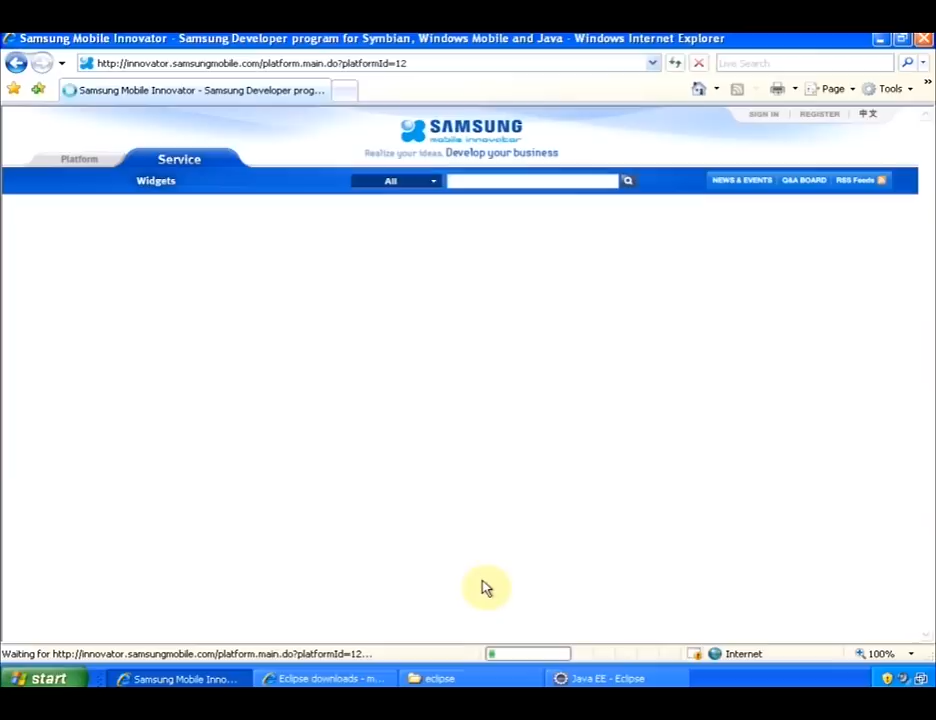 Samsung Mobile Innovator - Samsung Developer program for Symbian, Windows Mobile and Java - Windows Internet Explorer
http://innovator.samsungmobile.com/platform.main.do?platformId=12
Live Search
Samsung Mobile Innovator - Samsung Developer prog...
Page
Tools
»
SIGN IN
REGISTER
中文
SAMSUNG
mobile innovator
Realize your ideas. Develop your business
Platform
Service
Widgets
All
NEWS & EVENTS
Q&A BOARD
RSS Feeds
Waiting for http://innovator.samsungmobile.com/platform.main.do?platformId=12...
Internet
100%
start
Samsung Mobile Inno...
Eclipse downloads - m...
eclipse
Java EE - Eclipse